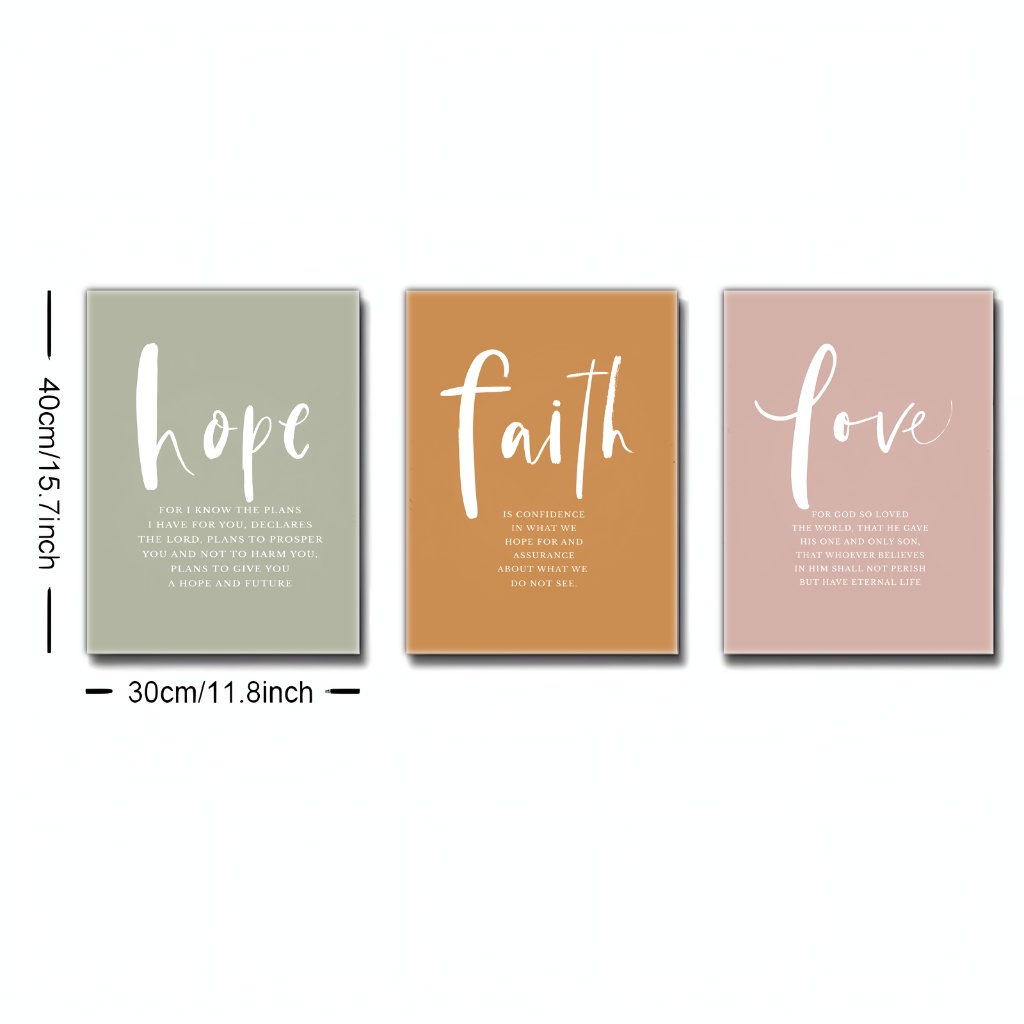 hope
FOR I KNOW THE PLANS
I HAVE FOR YOU, DECLARES
THE LORD, PLANS TO PROSPER
YOU AND NOT TO HARM YOU,
PLANS TO GIVE YOU
A HOPE AND FUTURE
faith
IS CONFIDENCE
IN WHAT WE
HOPE FOR AND
ASSURANCE
ABOUT WHAT WE
DO NOT SEE.
love
FOR GOD SO LOVED
THE WORLD, THAT HE GAVE
HIS ONE AND ONLY SON,
THAT WHOEVER BELIEVES
IN HIM SHALL NOT PERISH
BUT HAVE ETERNAL LIFE
40cm/15.7inch
30cm/11.8inch